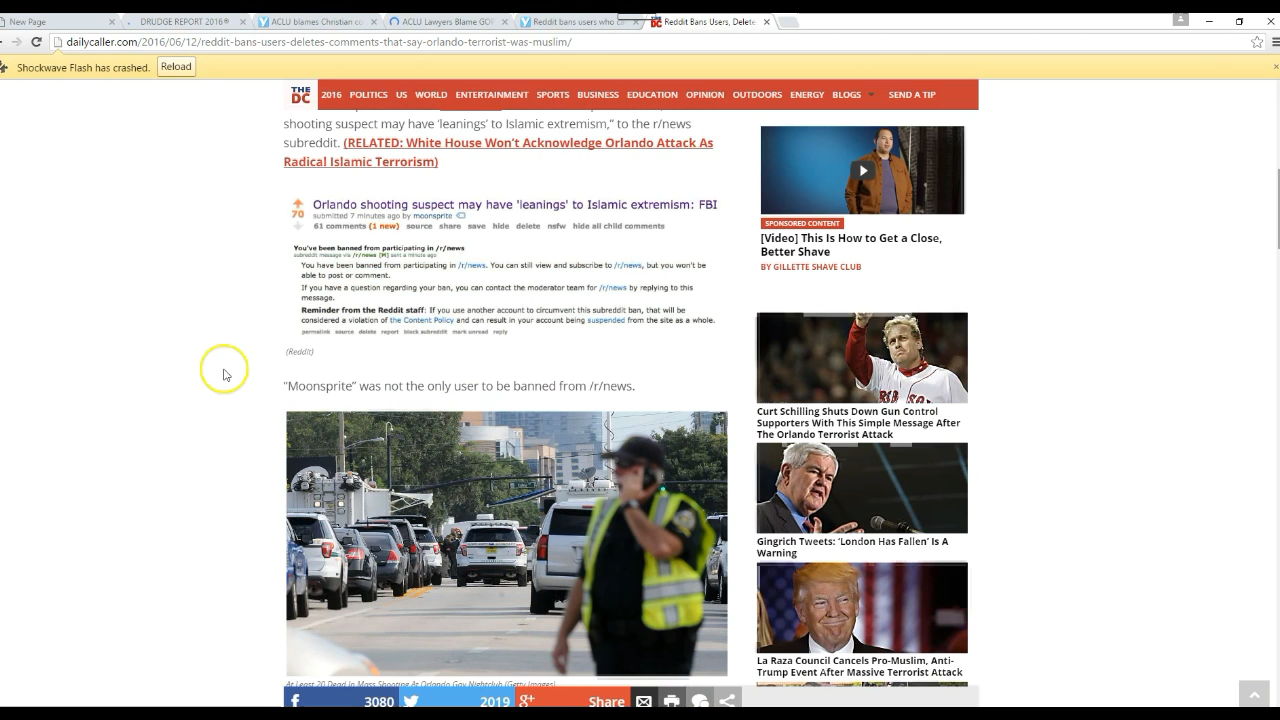 New Page
DRUDGE REPORT 2016®
ACLU blames Christian co
ACLU Lawyers Blame GOP
Reddit bans users who ca
Reddit Bans Users, Delete
dailycaller.com/2016/06/12/reddit-bans-users-deletes-comments-that-say-orlando-terrorist-was-muslim/
Shockwave Flash has crashed. Reload
THE DC 2016 POLITICS US WORLD ENTERTAINMENT SPORTS BUSINESS EDUCATION OPINION OUTDOORS ENERGY BLOGS SEND A TIP
shooting suspect may have ‘leanings’ to Islamic extremism,“ to the r/news
subreddit. (RELATED: White House Won’t Acknowledge Orlando Attack As
Radical Islamic Terrorism)
70
Orlando shooting suspect may have 'leanings' to Islamic extremism: FBI
submitted 7 minutes ago by moonsprite
61 comments (1 new) source share save hide delete nsfw hide all child comments
You've been banned from participating in /r/news
subreddit message via /r/news [M] sent a minute ago
You have been banned from participating in /r/news. You can still view and subscribe to /r/news, but you won't be
able to post or comment.
If you have a question regarding your ban, you can contact the moderator team for /r/news by replying to this
message.
Reminder from the Reddit staff: If you use another account to circumvent this subreddit ban, that will be
considered a violation of the Content Policy and can result in your account being suspended from the site as a whole.
permalink source delete report block subreddit mark unread reply
(Reddit)
“Moonsprite” was not the only user to be banned from /r/news.
At Least 20 Dead In Mass Shooting At Orlando Gay Nightclub (Getty Images)
3080
2019
g+ Share
SPONSORED CONTENT
[Video] This Is How to Get a Close,
Better Shave
BY GILLETTE SHAVE CLUB
RED SO
Curt Schilling Shuts Down Gun Control
Supporters With This Simple Message After
The Orlando Terrorist Attack
Gingrich Tweets: ‘London Has Fallen’ Is A
Warning
La Raza Council Cancels Pro-Muslim, Anti-
Trump Event After Massive Terrorist Attack